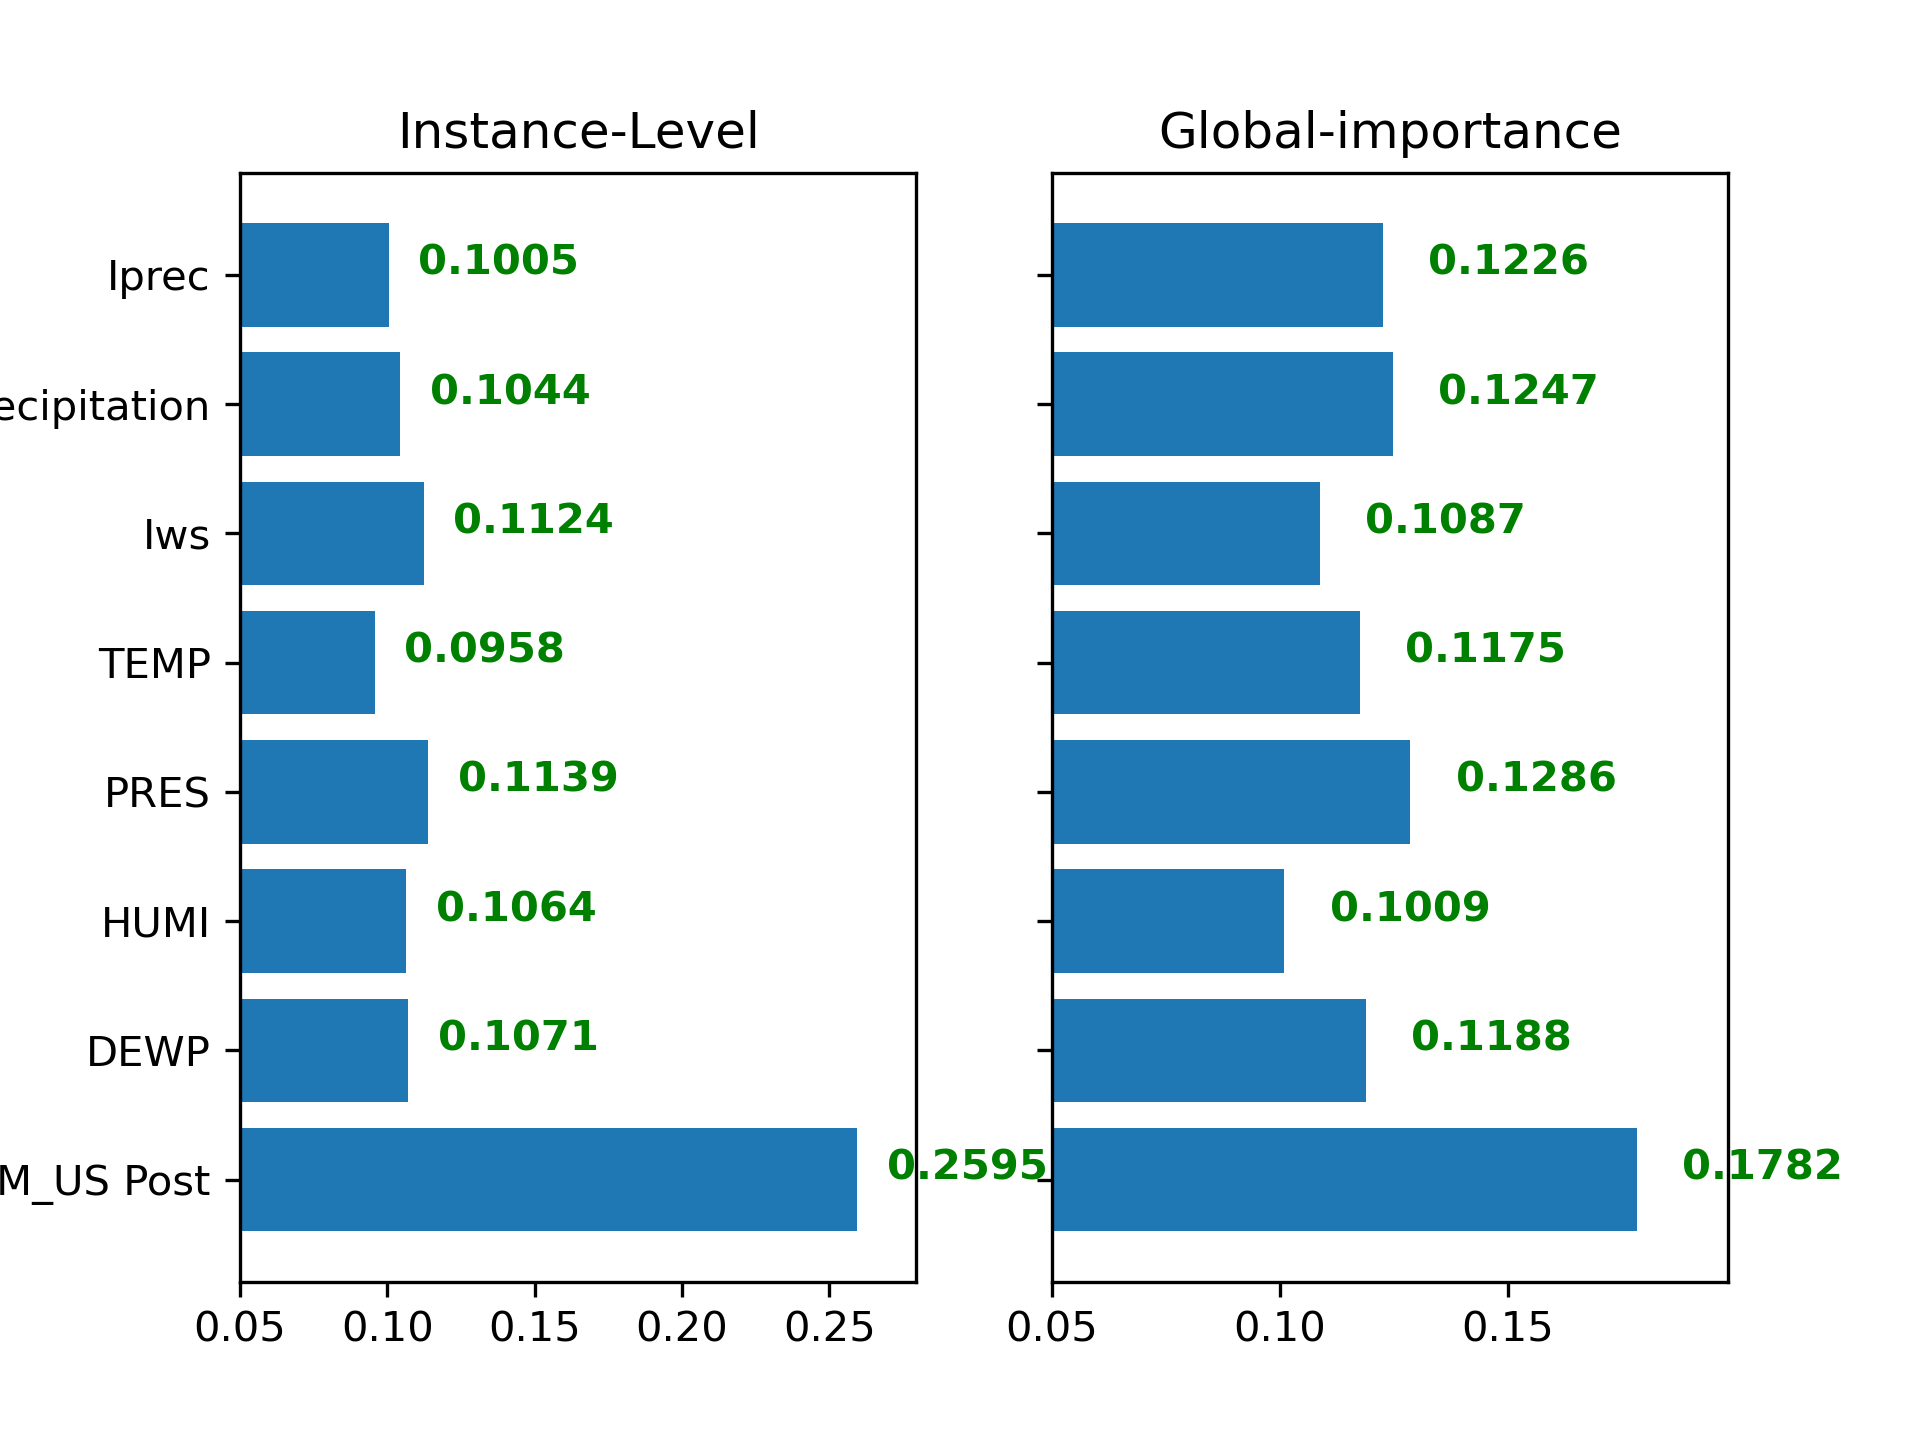 Instance-Level Global-importance
Iprec 0.1005 0.1226
ecipitation 0.1044 0.1247
Iws 0.1124 0.1087
TEMP 0.0958 0.1175
PRES 0.1139 0.1286
HUMI 0.1064 0.1009
DEWP 0.1071 0.1188
M_US Post 0.2595 0.1782
0.05 0.10 0.15 0.20 0.25 0.05 0.10 0.15